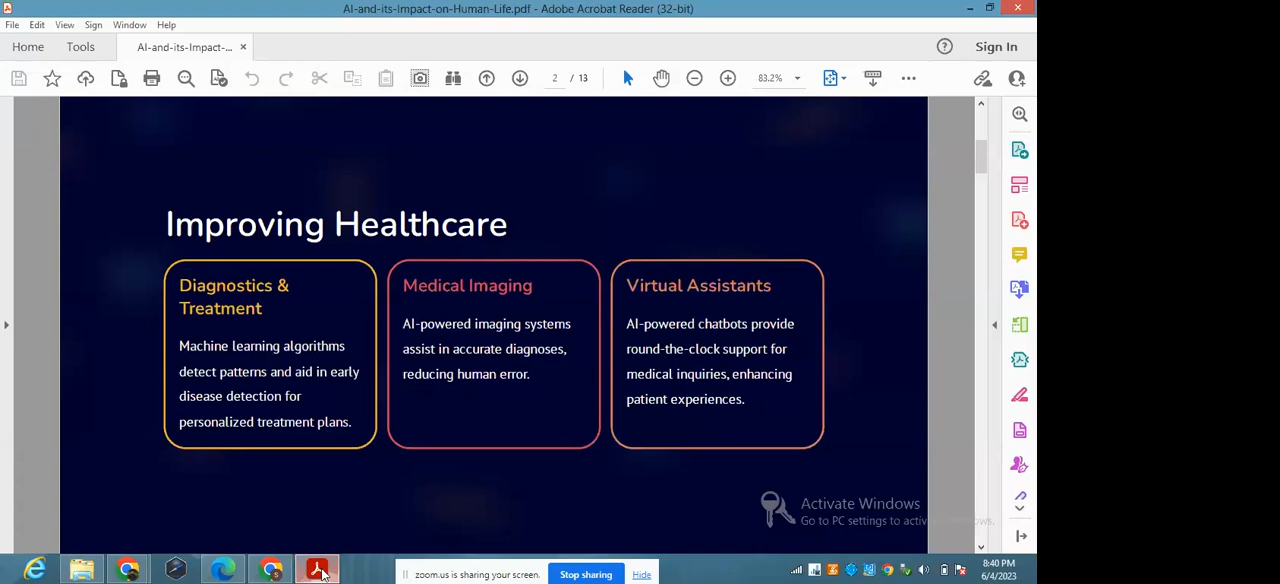 AI-and-its-Impact-on-Human-Life.pdf - Adobe Acrobat Reader (32-bit)
File Edit View Sign Window Help
Home Tools AI-and-its-Impact-... × Sign In
2 / 13 83.2%
Improving Healthcare
Diagnostics &
Treatment
Machine learning algorithms
detect patterns and aid in early
disease detection for
personalized treatment plans.
Medical Imaging
AI-powered imaging systems
assist in accurate diagnoses,
reducing human error.
Virtual Assistants
AI-powered chatbots provide
round-the-clock support for
medical inquiries, enhancing
patient experiences.
Activate Windows
Go to PC settings to activ
zoom.us is sharing your screen. Stop sharing Hide
8:40 PM
6/4/2023